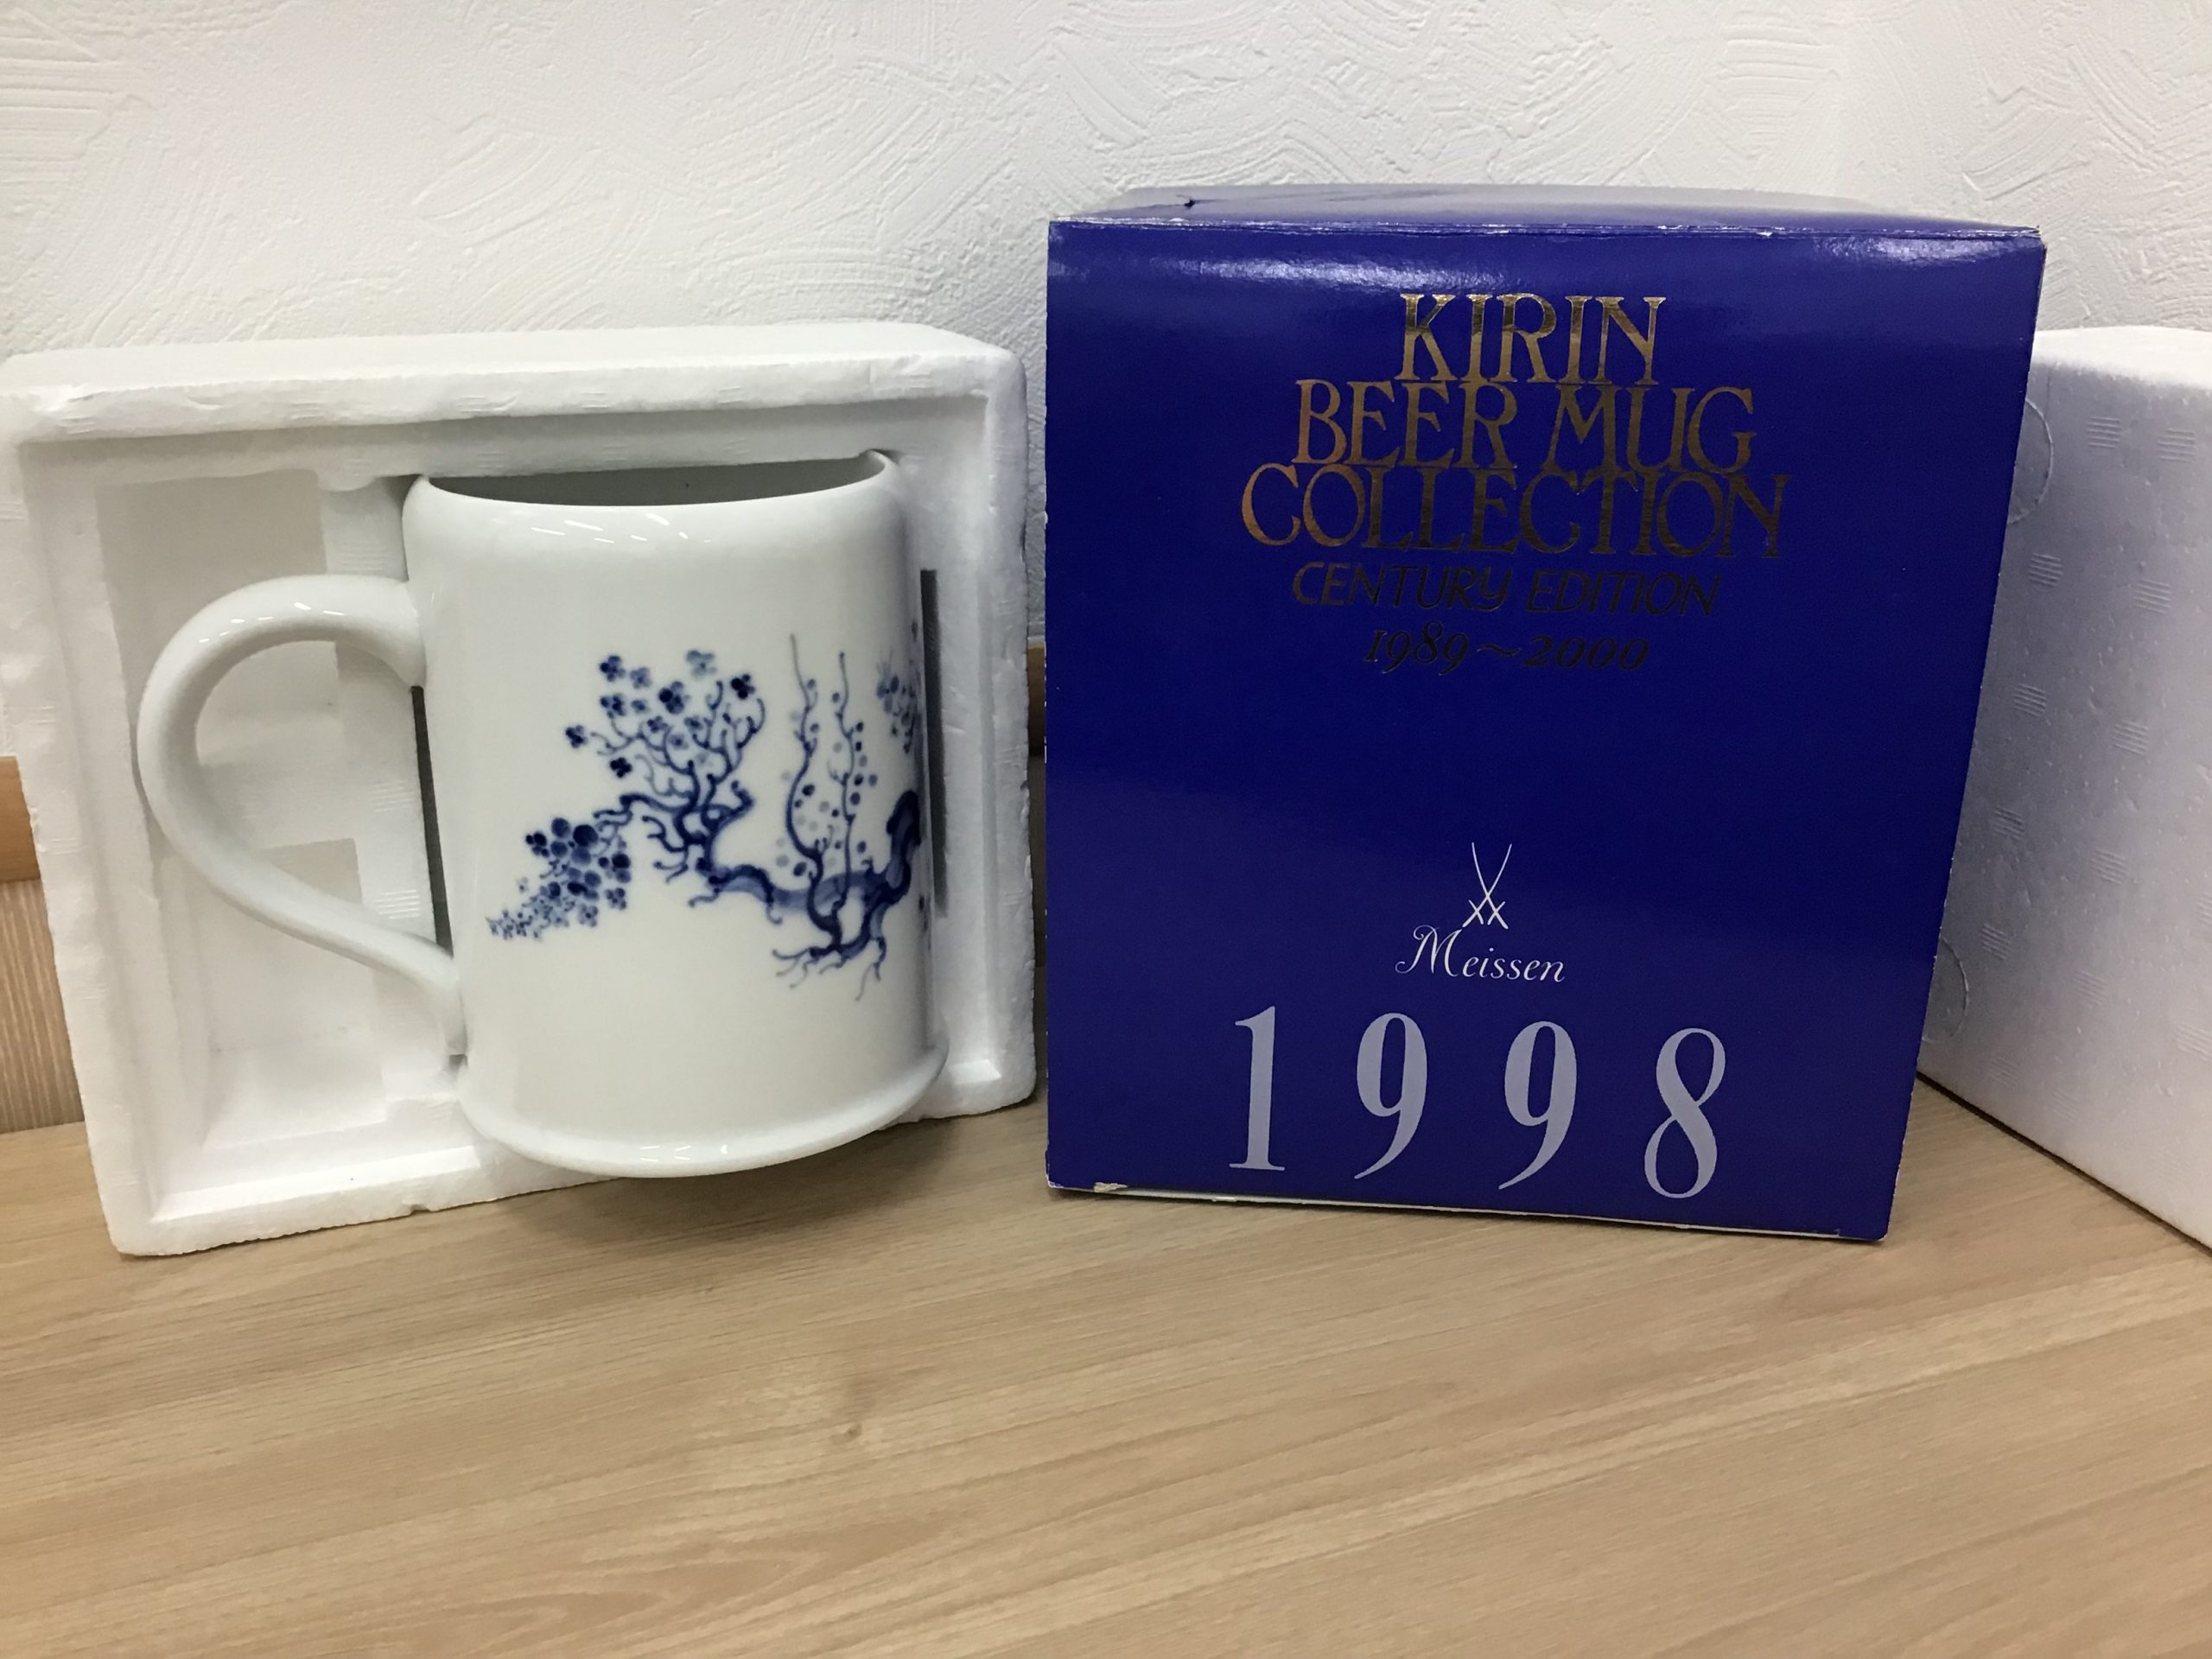 KIRIN
BEER MUG
COLLECTION
CENTURY EDITION
1989~2000
Meissen
1998